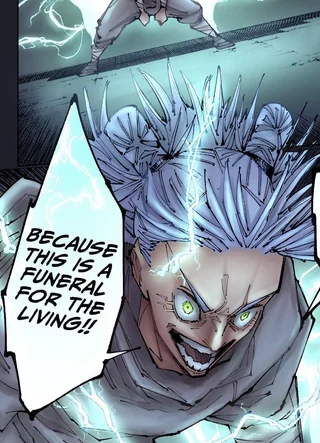 BECAUSE
THIS IS A
FUNERAL
FOR THE
LIVING!!